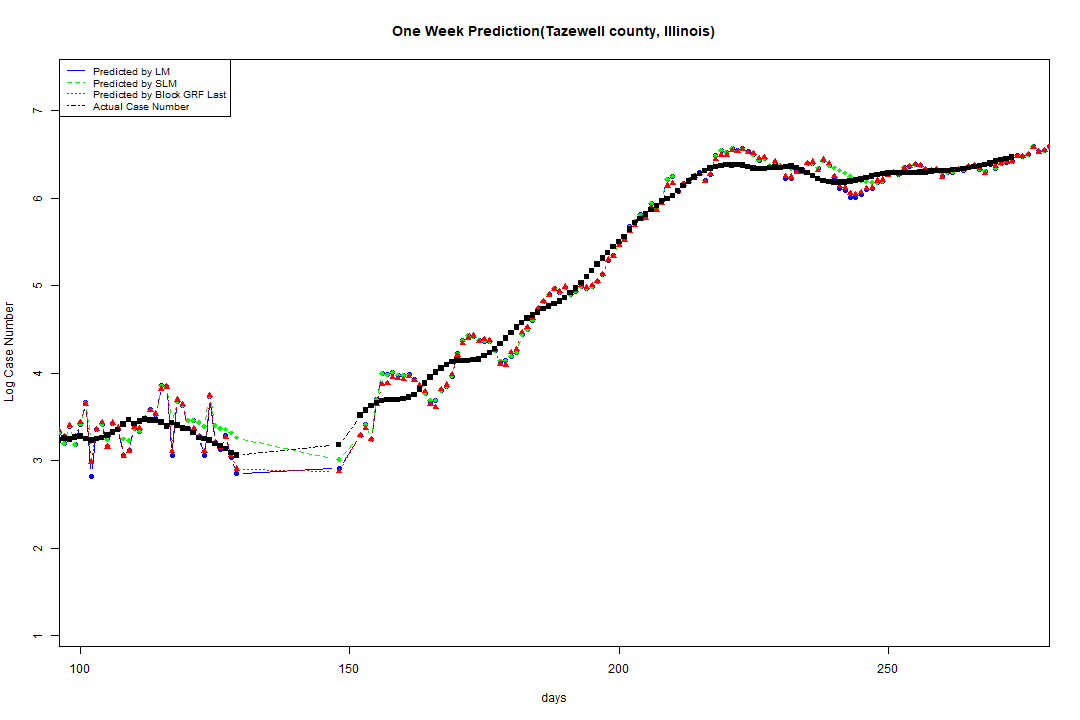 One Week Prediction(Tazewell county, Illinois)
Predicted by LM
Predicted by SLM
Predicted by Block GRF Last
Actual Case Number
7
6
5
4
3
2
1
Log Case Number
100 150 200 250
days